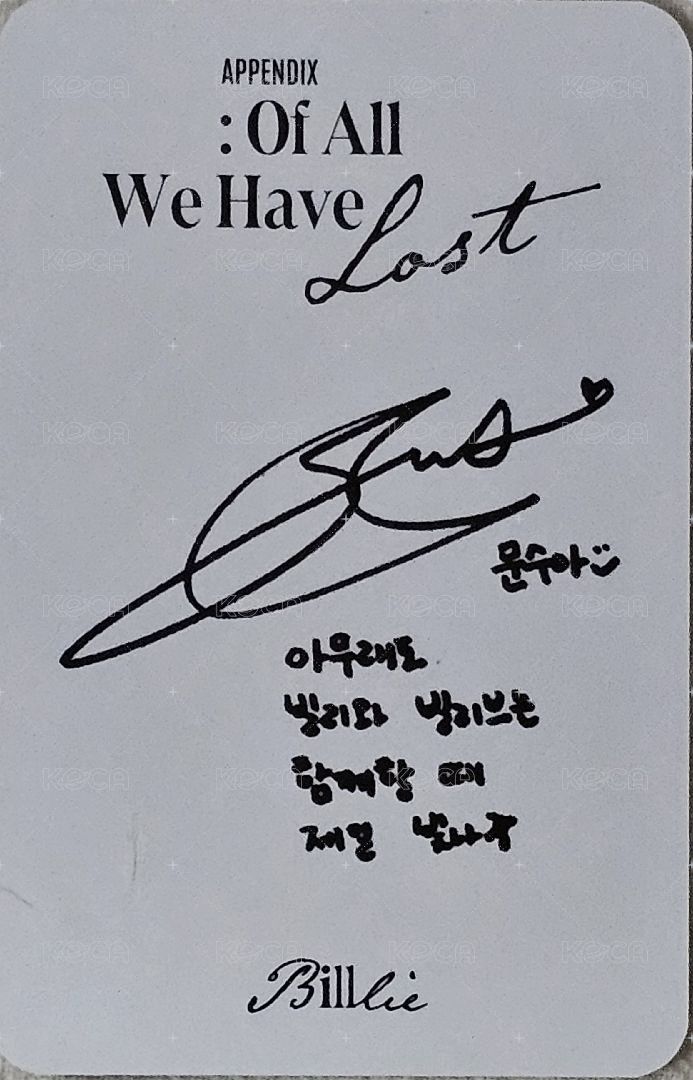 APPENDIX
: Of All
We Have Lost
문수아
아무래도
빌리와 빌리브는
함께할 때
제일 빛나
Billlie
KOCA